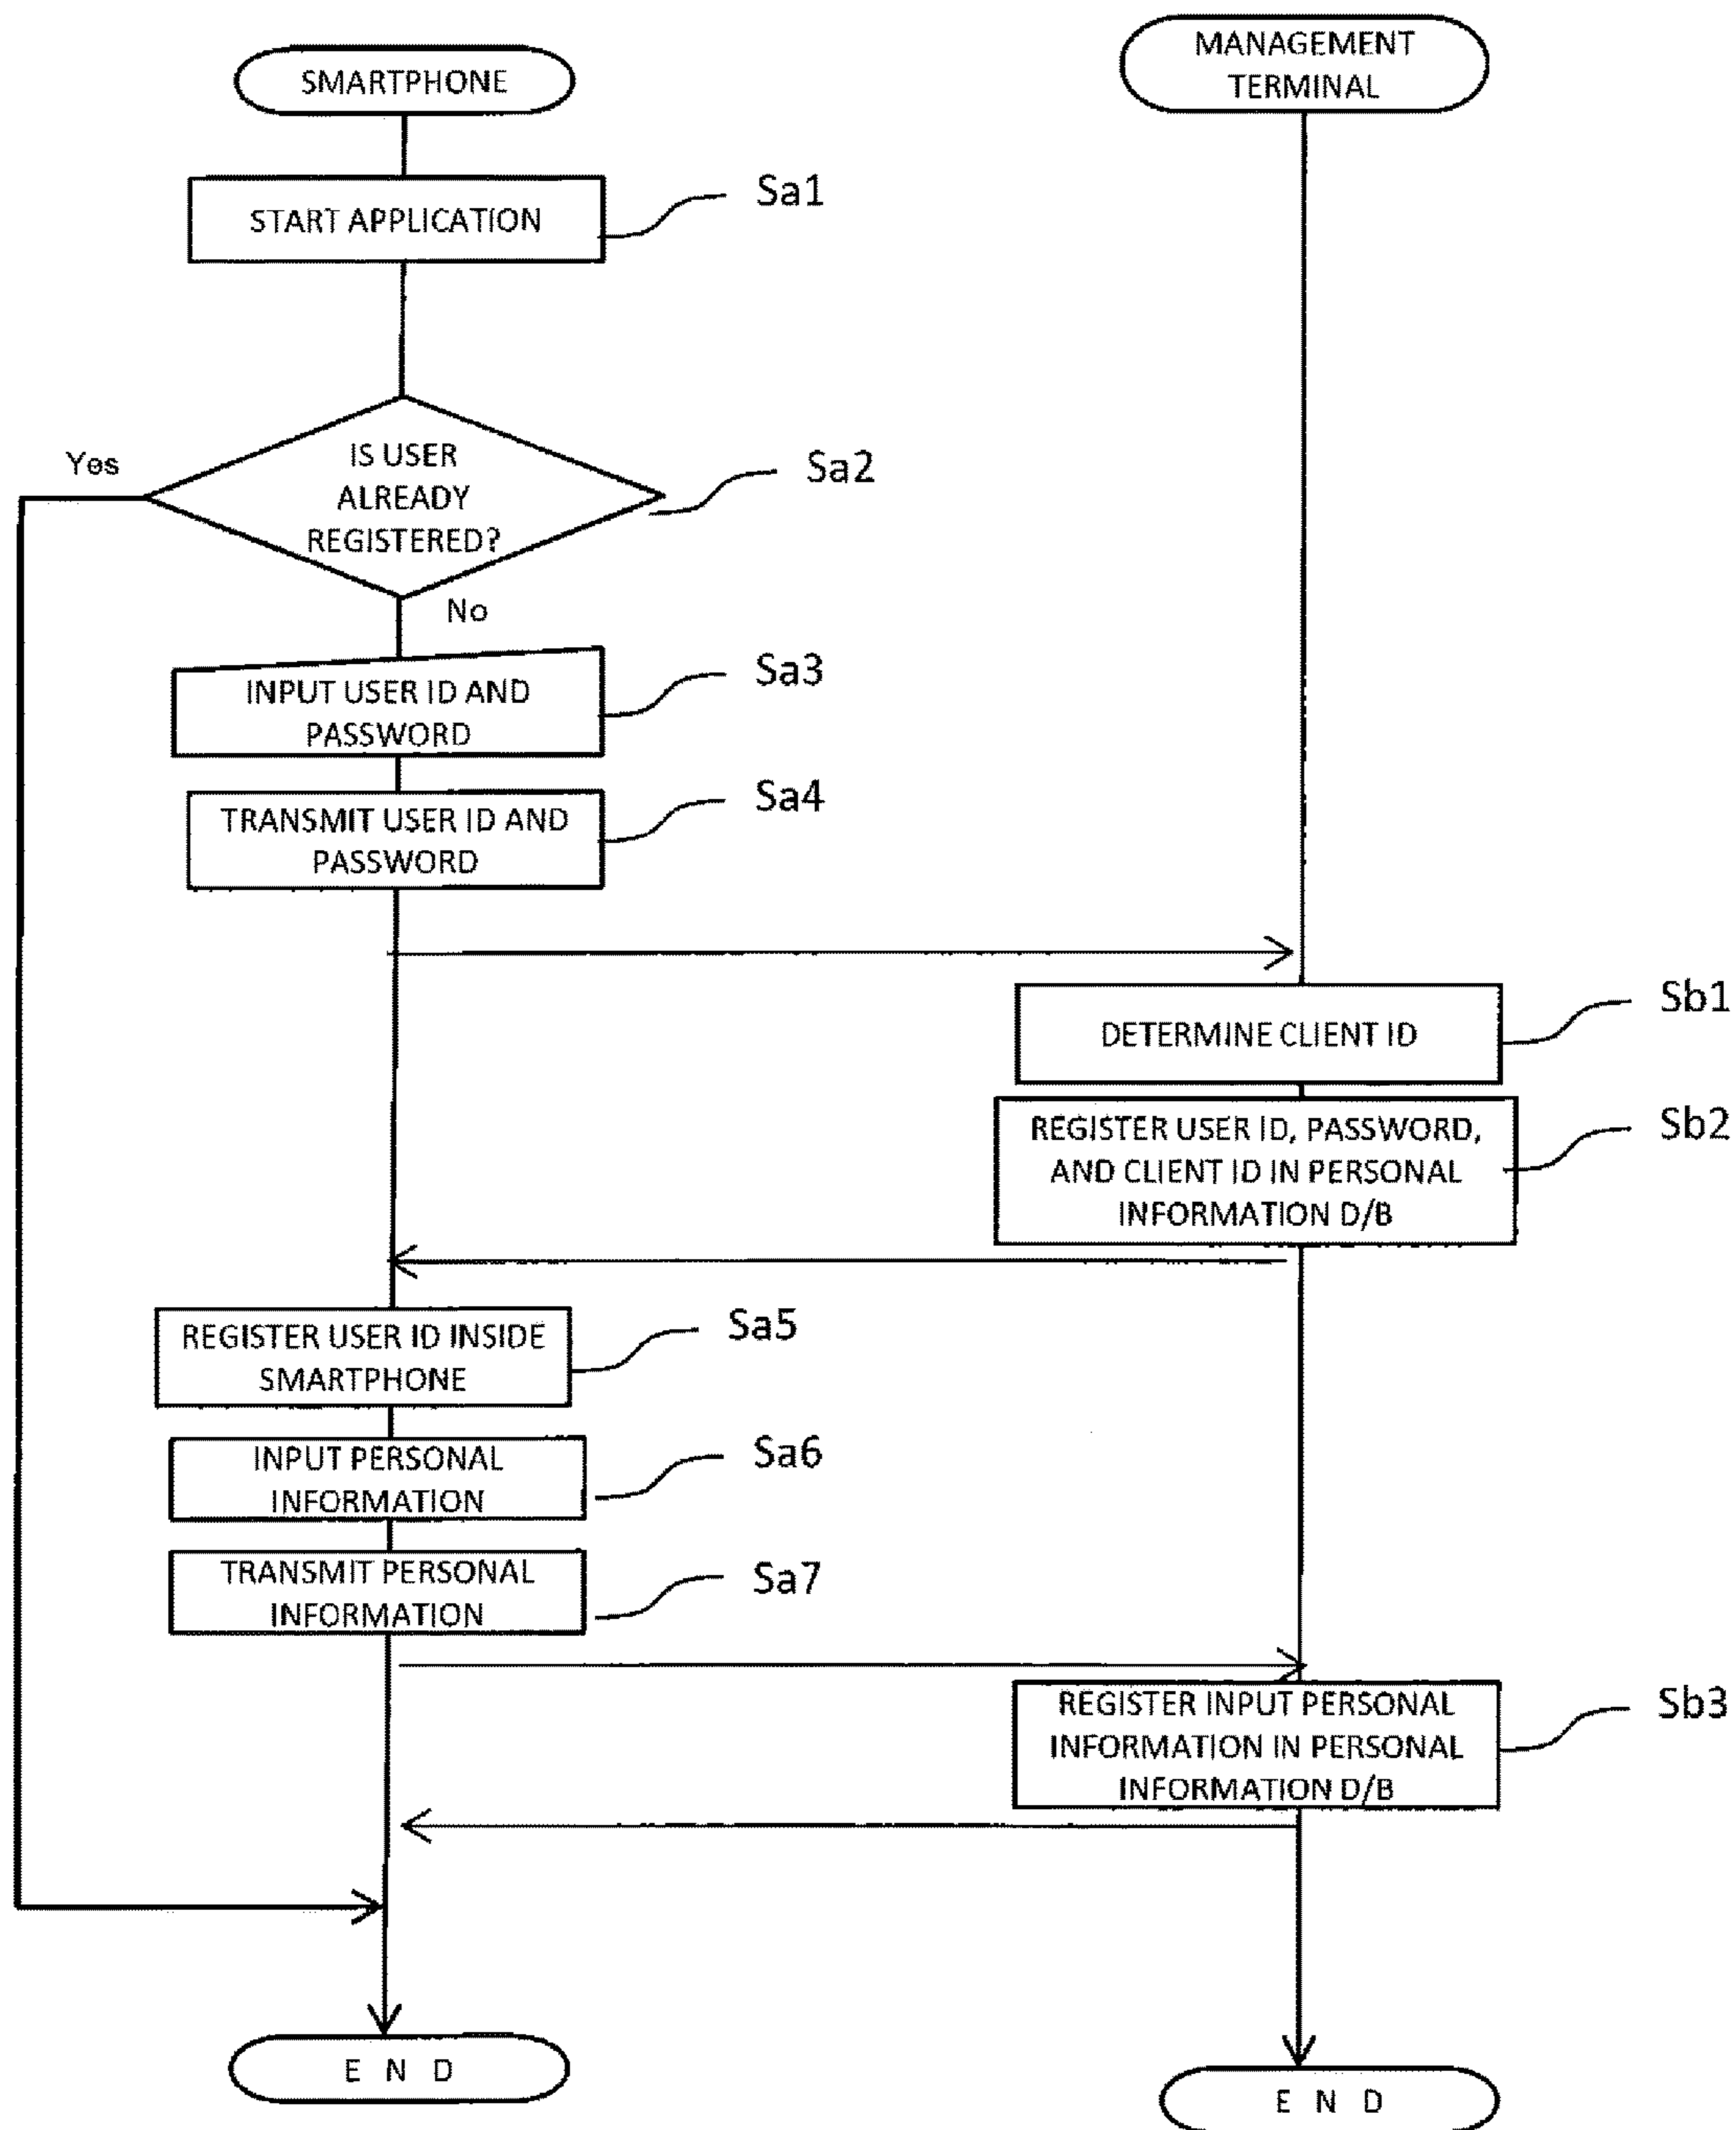 SMARTPHONE
MANAGEMENT
TERMINAL
START APPLICATION
Sa1
Yes
IS USER
ALREADY
REGISTERED?
Sa2
No
INPUT USER ID AND
PASSWORD
Sa3
TRANSMIT USER ID AND
PASSWORD
Sa4
DETERMINE CLIENT ID
Sb1
REGISTER USER ID, PASSWORD,
AND CLIENT ID IN PERSONAL
INFORMATION D/B
Sb2
REGISTER USER ID INSIDE
SMARTPHONE
Sa5
INPUT PERSONAL
INFORMATION
Sa6
TRANSMIT PERSONAL
INFORMATION
Sa7
REGISTER INPUT PERSONAL
INFORMATION IN PERSONAL
INFORMATION D/B
Sb3
E N D
E N D